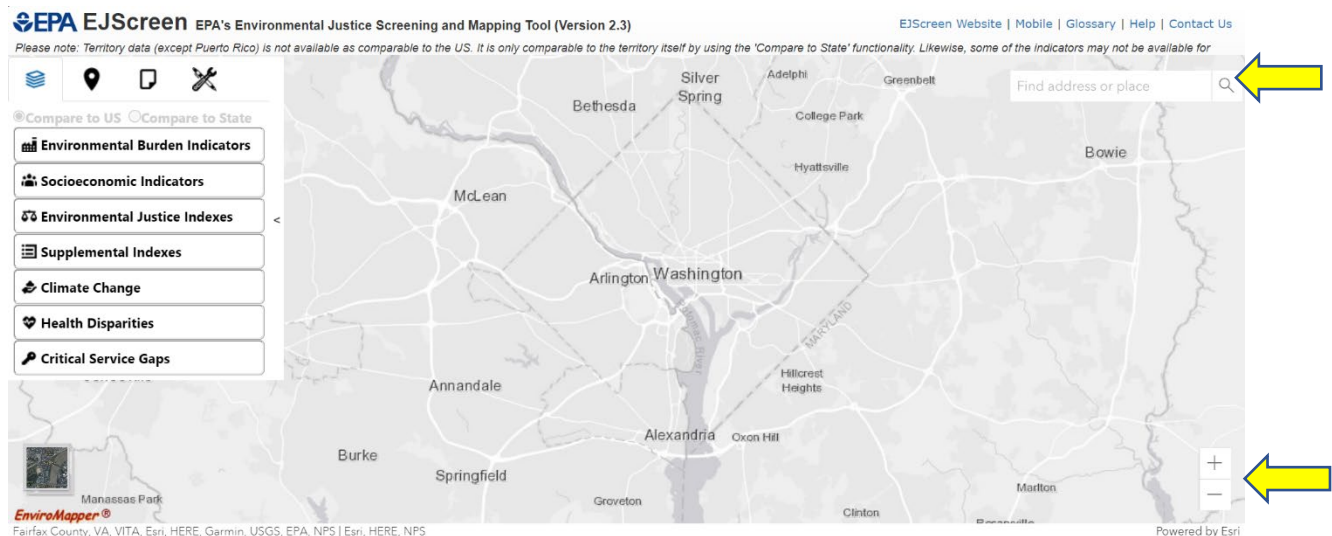 EPA EJScreen EPA's Environmental Justice Screening and Mapping Tool (Version 2.3)
EJScreen Website | Mobile | Glossary | Help | Contact Us
Please note: Territory data (except Puerto Rico) is not available as comparable to the US. It is only comparable to the territory itself by using the 'Compare to State' functionality. Likewise, some of the indicators may not be available for
Compare to US Compare to State
Environmental Burden Indicators
Socioeconomic Indicators
Environmental Justice Indexes
<
Supplemental Indexes
Climate Change
Health Disparities
Critical Service Gaps
Find address or place
Silver
Spring
Adelphi
Greenbelt
Bethesda
College Park
Bowie
Hyattsville
McLean
Arlington
Washington
Potomac River
MARYLAND
Hillcrest
Heights
Annandale
Alexandria
Oxon Hill
Burke
Springfield
Marlton
Manassas Park
Groveton
Clinton
+
−
EnviroMapper ®
Fairfax County, VA, VITA, Esri, HERE, Garmin, USGS, EPA, NPS | Esri, HERE, NPS
Powered by Esri